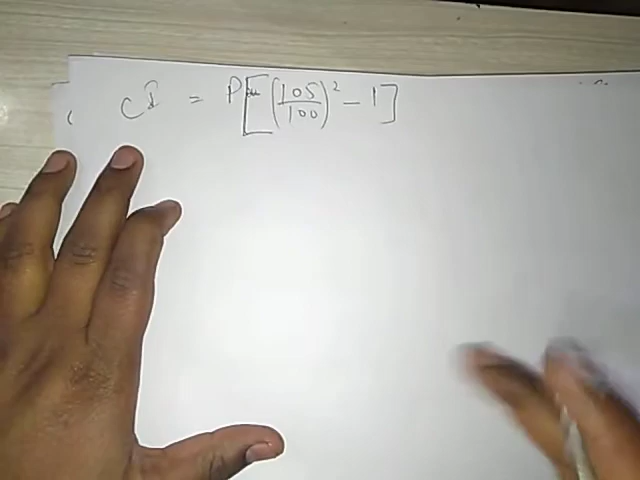 CI = P[(105/100)² - 1]